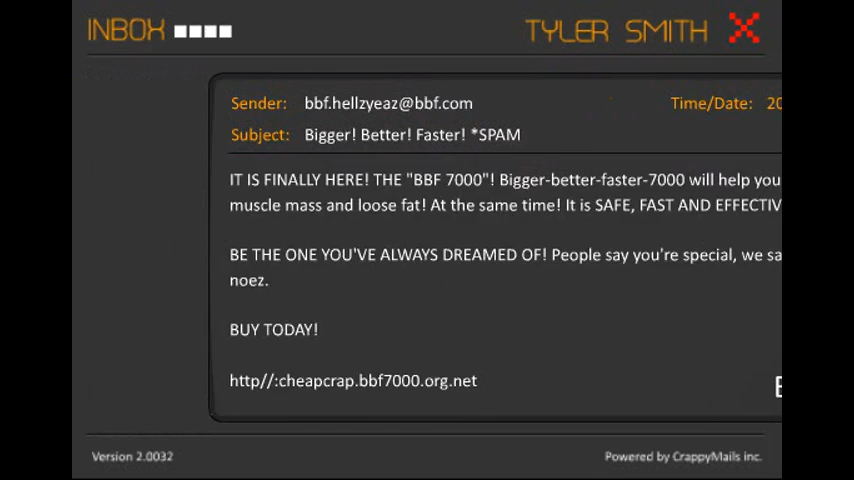 INBOX TYLER SMITH
Sender: bbf.hellzyeaz@bbf.com Time/Date: 20
Subject: Bigger! Better! Faster! *SPAM
IT IS FINALLY HERE! THE "BBF 7000"! Bigger-better-faster-7000 will help you
muscle mass and loose fat! At the same time! It is SAFE, FAST AND EFFECTIV
BE THE ONE YOU'VE ALWAYS DREAMED OF! People say you're special, we sa
noez.
BUY TODAY!
http//:cheapcrap.bbf7000.org.net
Version 2.0032 Powered by CrappyMails inc.